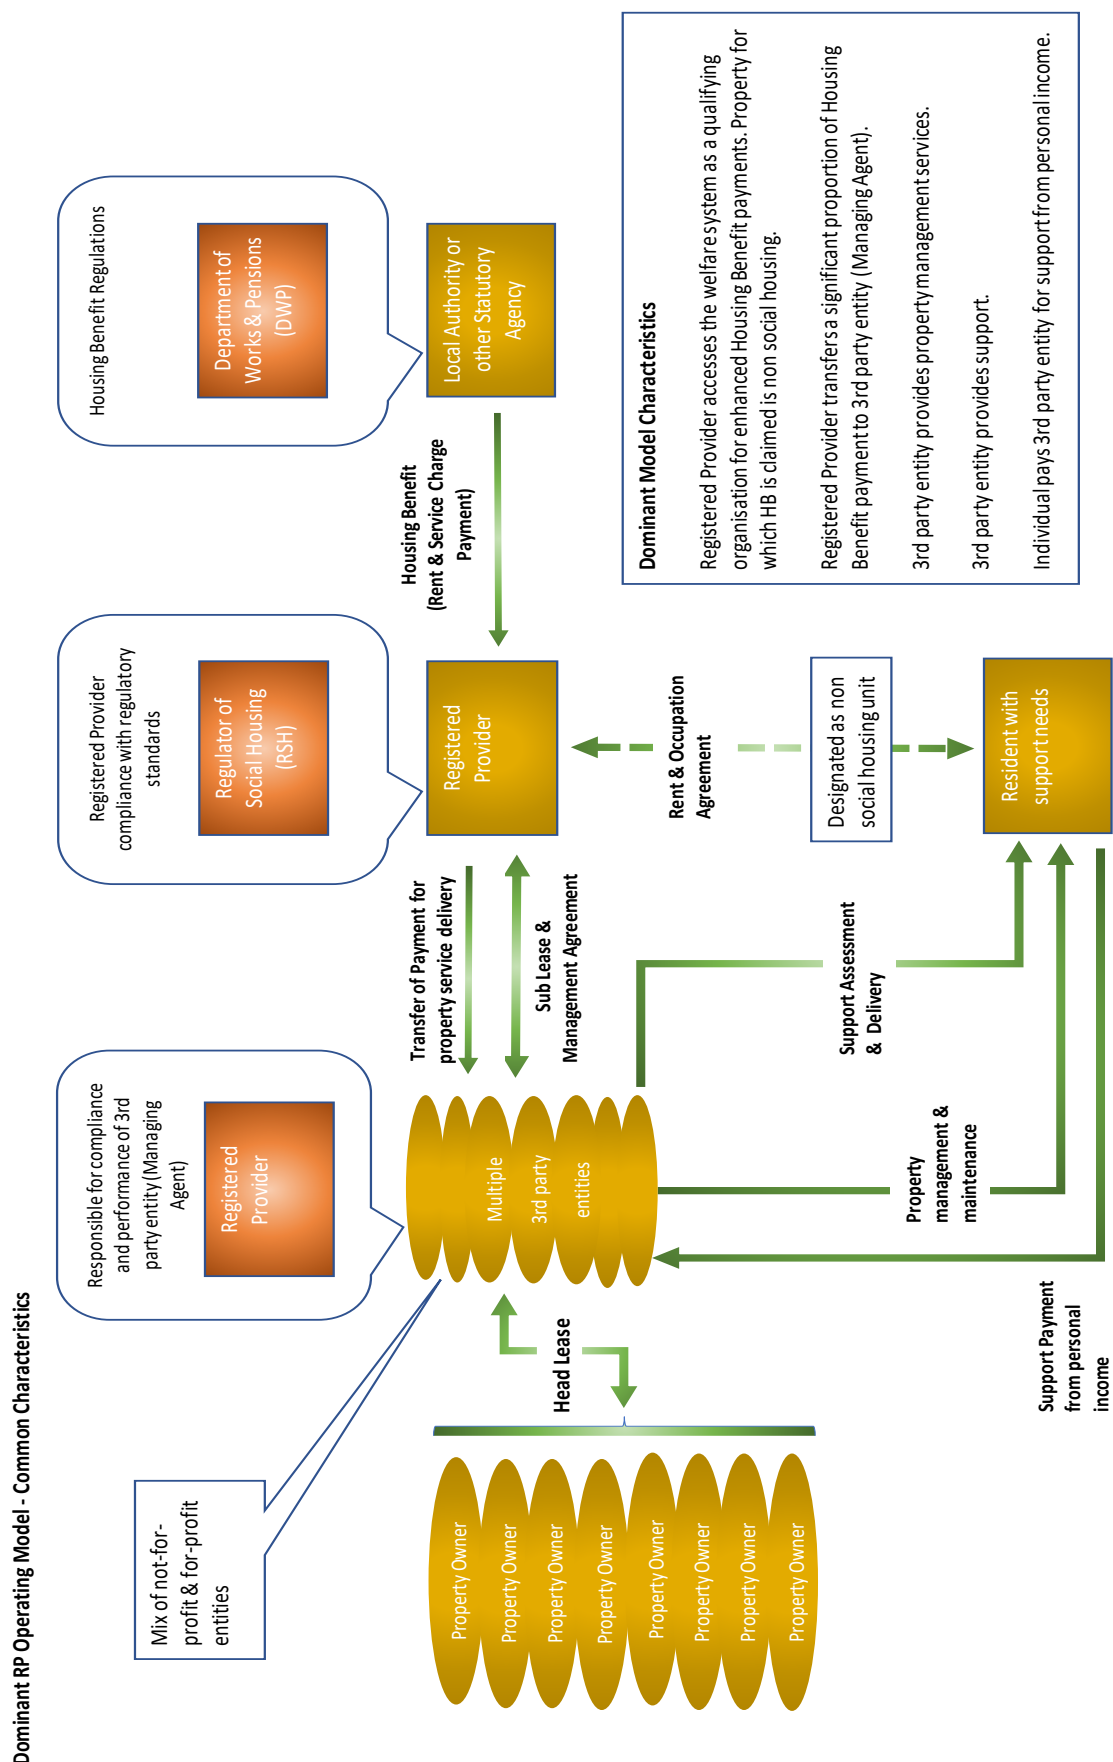 Dominant RP Operating Model - Common Characteristics
Mix of not-for-
profit & for-profit
entities
Responsible for compliance
and performance of 3rd
party entity (Managing
Agent)
Registered
Provider
Registered Provider
compliance with regulatory
standards
Regulator of
Social Housing
(RSH)
Housing Benefit Regulations
Department of
Works & Pensions
(DWP)
Property Owner
Property Owner
Property Owner
Property Owner
Property Owner
Property Owner
Property Owner
Property Owner
Head Lease
Multiple
3rd party
entities
Transfer of Payment for
property service delivery
Sub Lease &
Management Agreement
Registered
Provider
Housing Benefit
(Rent & Service Charge
Payment)
Local Authority or
other Statutory
Agency
Rent & Occupation
Agreement
Designated as non
social housing unit
Resident with
support needs
Support Assessment
& Delivery
Property
management &
maintenance
Support Payment
from personal
income
Dominant Model Characteristics
Registered Provider accesses the welfare system as a qualifying
organisation for enhanced Housing Benefit payments. Property for
which HB is claimed is non social housing.
Registered Provider transfers a significant proportion of Housing
Benefit payment to 3rd party entity (Managing Agent).
3rd party entity provides property management services.
3rd party entity provides support.
Individual pays 3rd party entity for support from personal income.